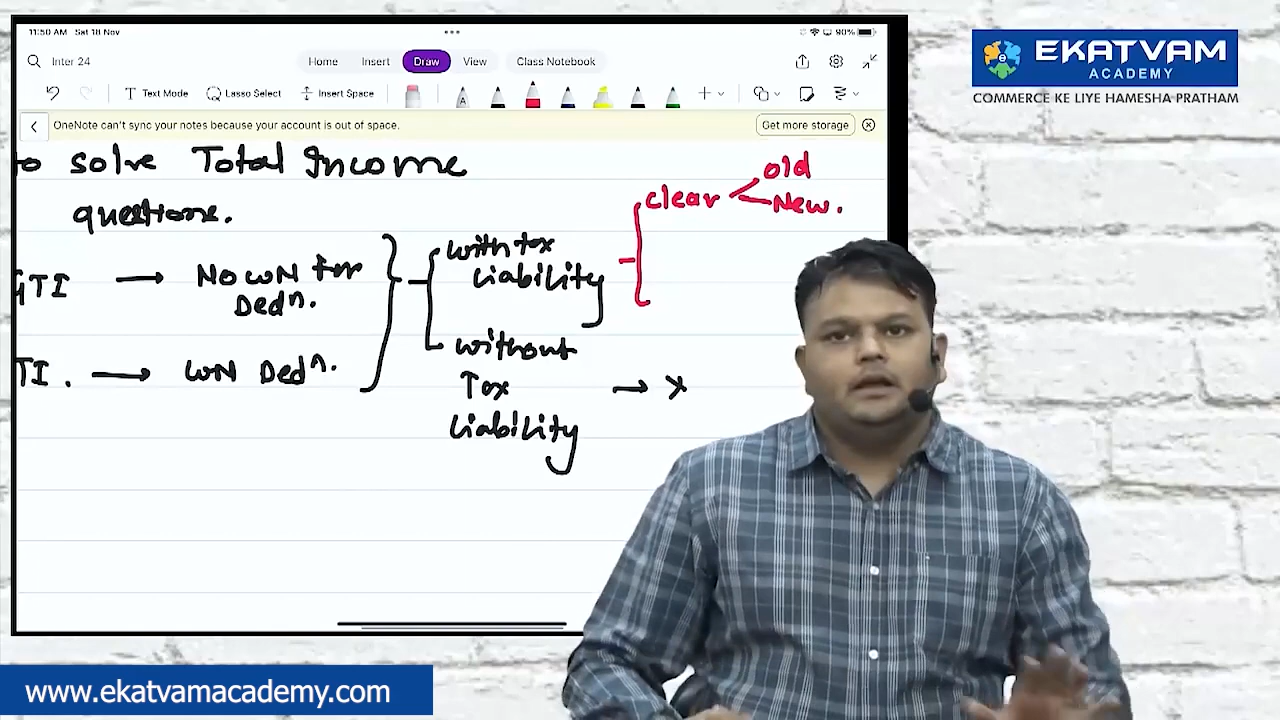 11:50 AM Sat 18 Nov
90%
Inter 24
Home Insert Draw View Class Notebook
Text Mode Lasso Select Insert Space
OneNote can't sync your notes because your account is out of space.
Get more storage
to solve Total Income
questions.
GTI → No WN for
Dedn.
TI. → WN Dedn.
with tax
liability
without
Tax
liability → x
clear
old
New.
EKATVAM
ACADEMY
COMMERCE KE LIYE HAMESHA PRATHAM
www.ekatvamacademy.com